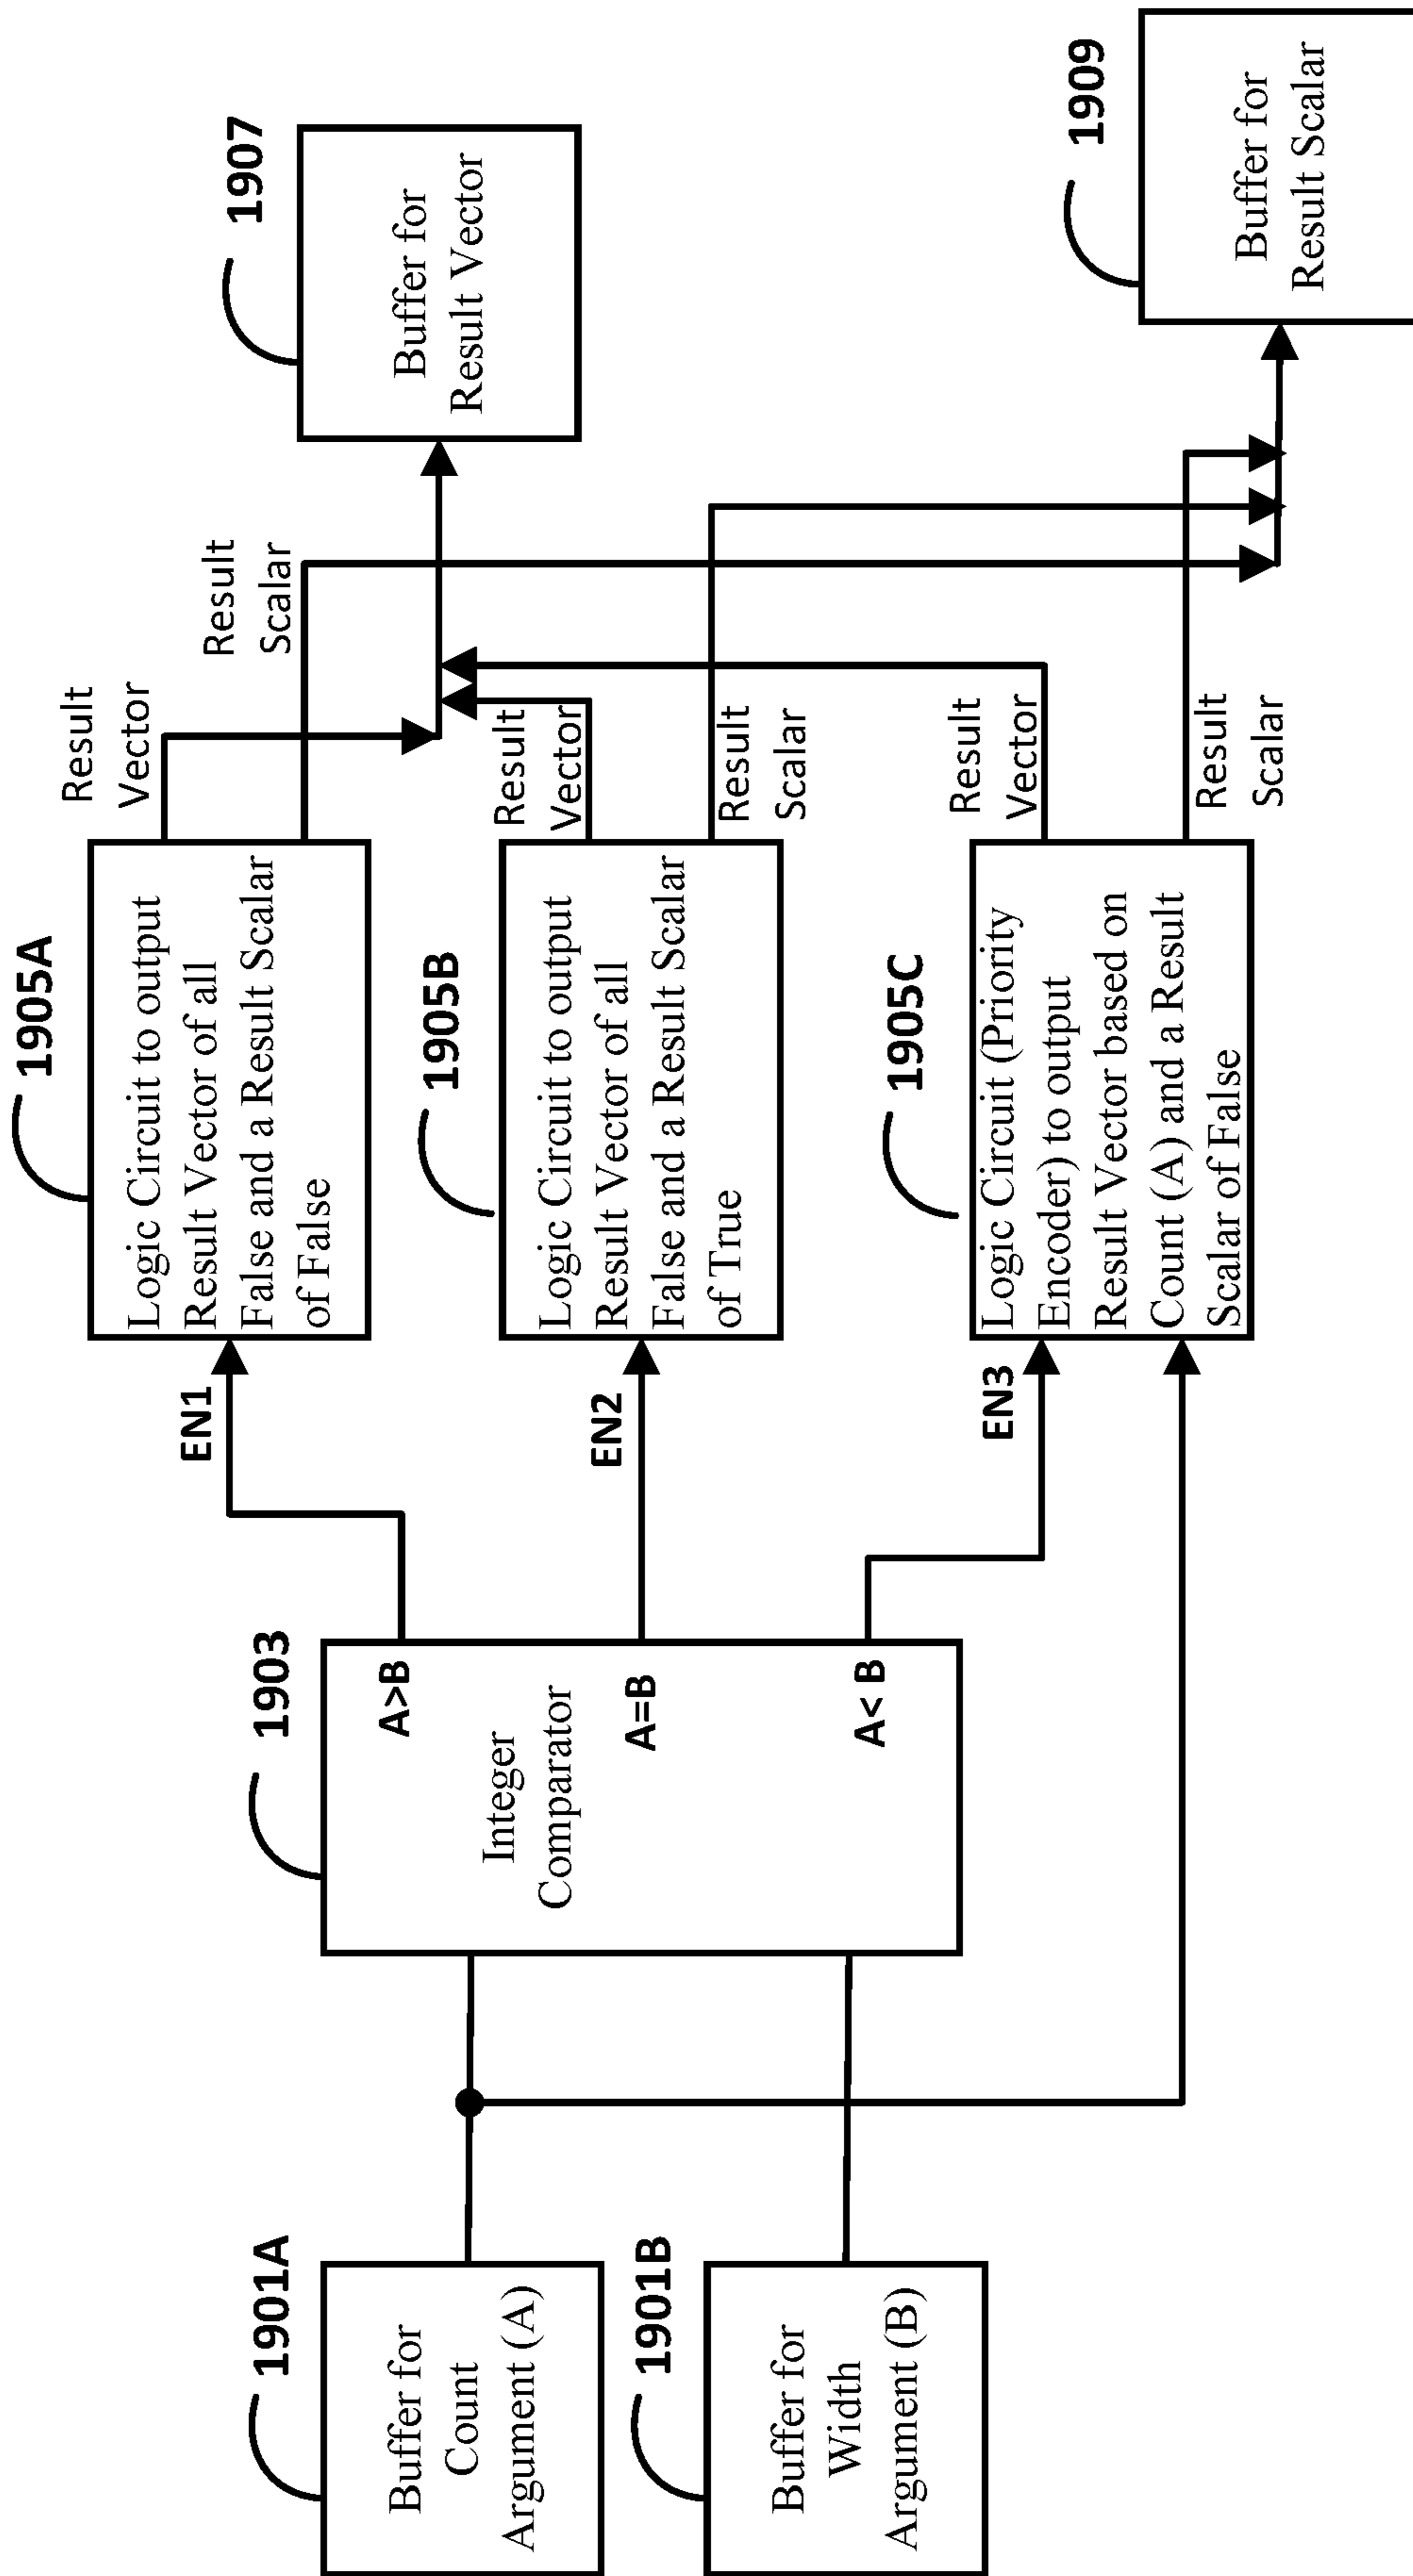 1901A
Buffer for
Count
Argument (A)
1901B
Buffer for
Width
Argument (B)
1903
Integer
Comparator
A>B
A=B
A< B
EN1
EN2
EN3
1905A
Logic Circuit to output
Result Vector of all
False and a Result Scalar
of False
1905B
Logic Circuit to output
Result Vector of all
False and a Result Scalar
of True
1905C
Logic Circuit (Priority
Encoder) to output
Result Vector based on
Count (A) and a Result
Scalar of False
Result
Vector
Result
Scalar
Result
Vector
Result
Scalar
Result
Vector
Result
Scalar
1907
Buffer for
Result Vector
1909
Buffer for
Result Scalar